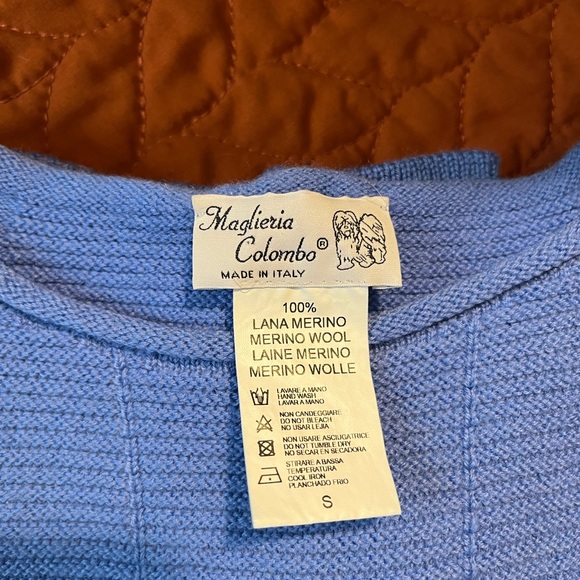 Maglieria
Colombo®
MADE IN ITALY
100%
LANA MERINO
MERINO WOOL
LAINE MERINO
MERINO WOLLE
LAVARE A MANO
HAND WASH
LAVAR A MANO
NON CANDEGGIARE
DO NOT BLEACH
NO USAR LEJIA
NON USARE ASCIUGATRICE
DO NOT TUMBLE DRY
NO SECAR EN SECADORA
STIRARE A BASSA
TEMPERATURA
COOL IRON
PLANCHADO FRIO
S